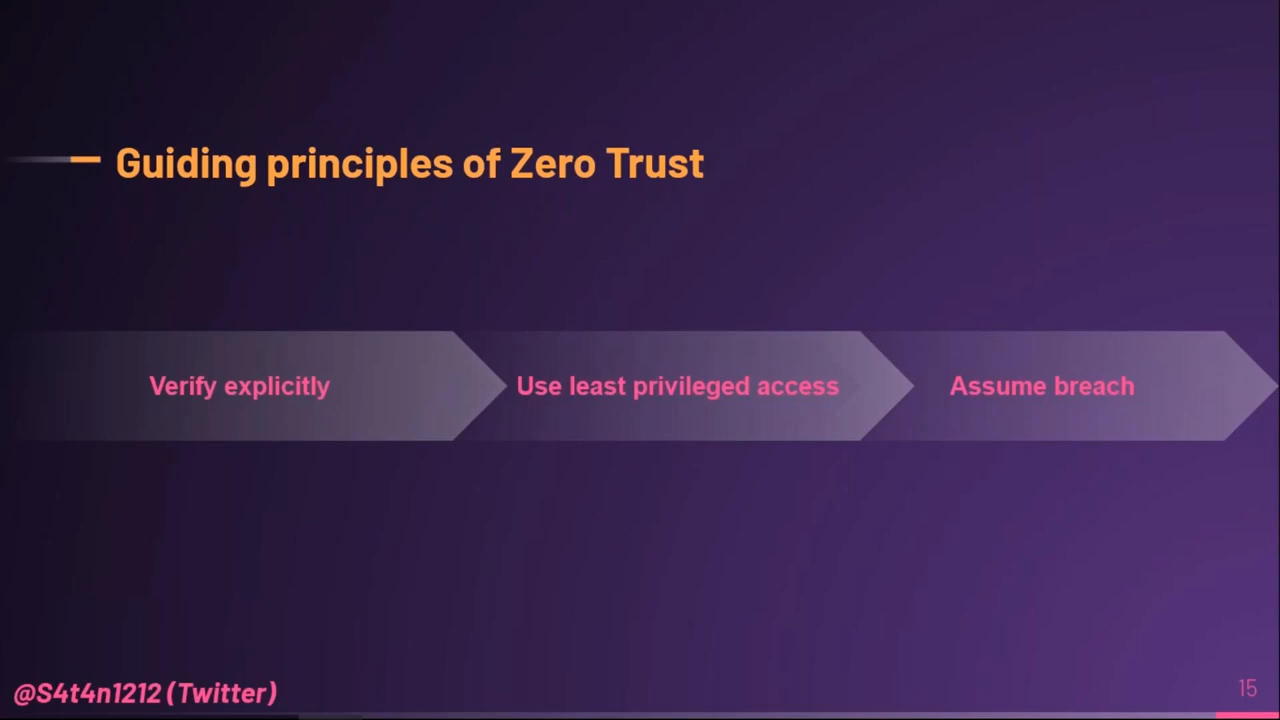 Guiding principles of Zero Trust
Verify explicitly
Use least privileged access
Assume breach
@S4t4n1212 (Twitter)
15